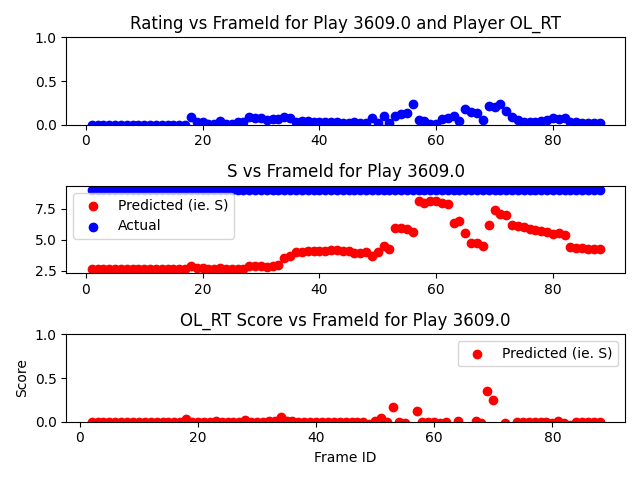 Rating vs FrameId for Play 3609.0 and Player OL_RT
1.0
0.5
0.0
0 20 40 60 80
S vs FrameId for Play 3609.0
7.5
5.0
2.5
Predicted (ie. S)
Actual
0 20 40 60 80
OL_RT Score vs FrameId for Play 3609.0
Score
1.0
0.5
0.0
Predicted (ie. S)
0 20 40 60 80
Frame ID